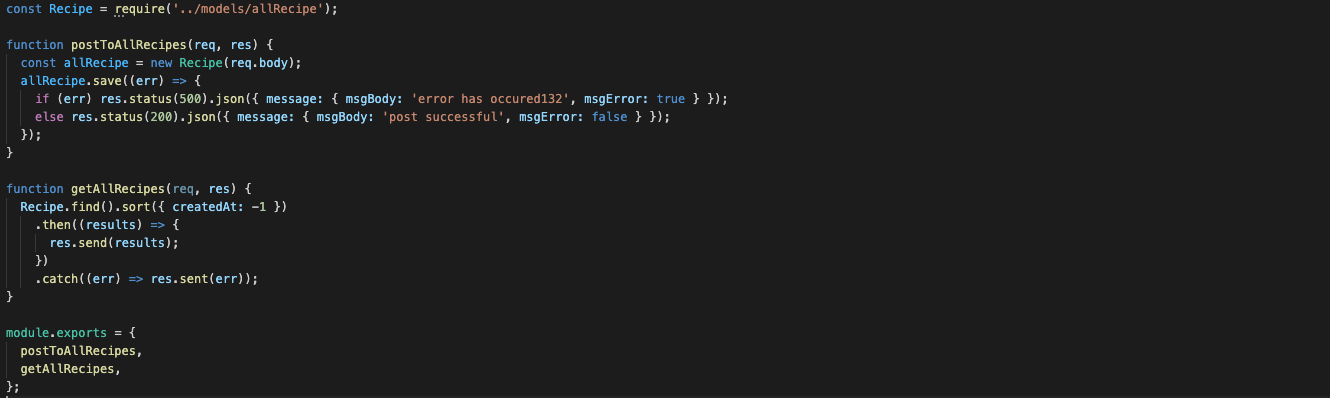 const Recipe = require('../models/allRecipe');
function postToAllRecipes(req, res) {
const allRecipe = new Recipe(req.body);
allRecipe.save((err) => {
if (err) res.status(500).json({ message: { msgBody: 'error has occured132', msgError: true } });
else res.status(200).json({ message: { msgBody: 'post successful', msgError: false } });
});
}
function getAllRecipes(req, res) {
Recipe.find().sort({ createdAt: -1 })
.then((results) => {
res.send(results);
})
.catch((err) => res.sent(err));
}
module.exports = {
postToAllRecipes,
getAllRecipes,
};